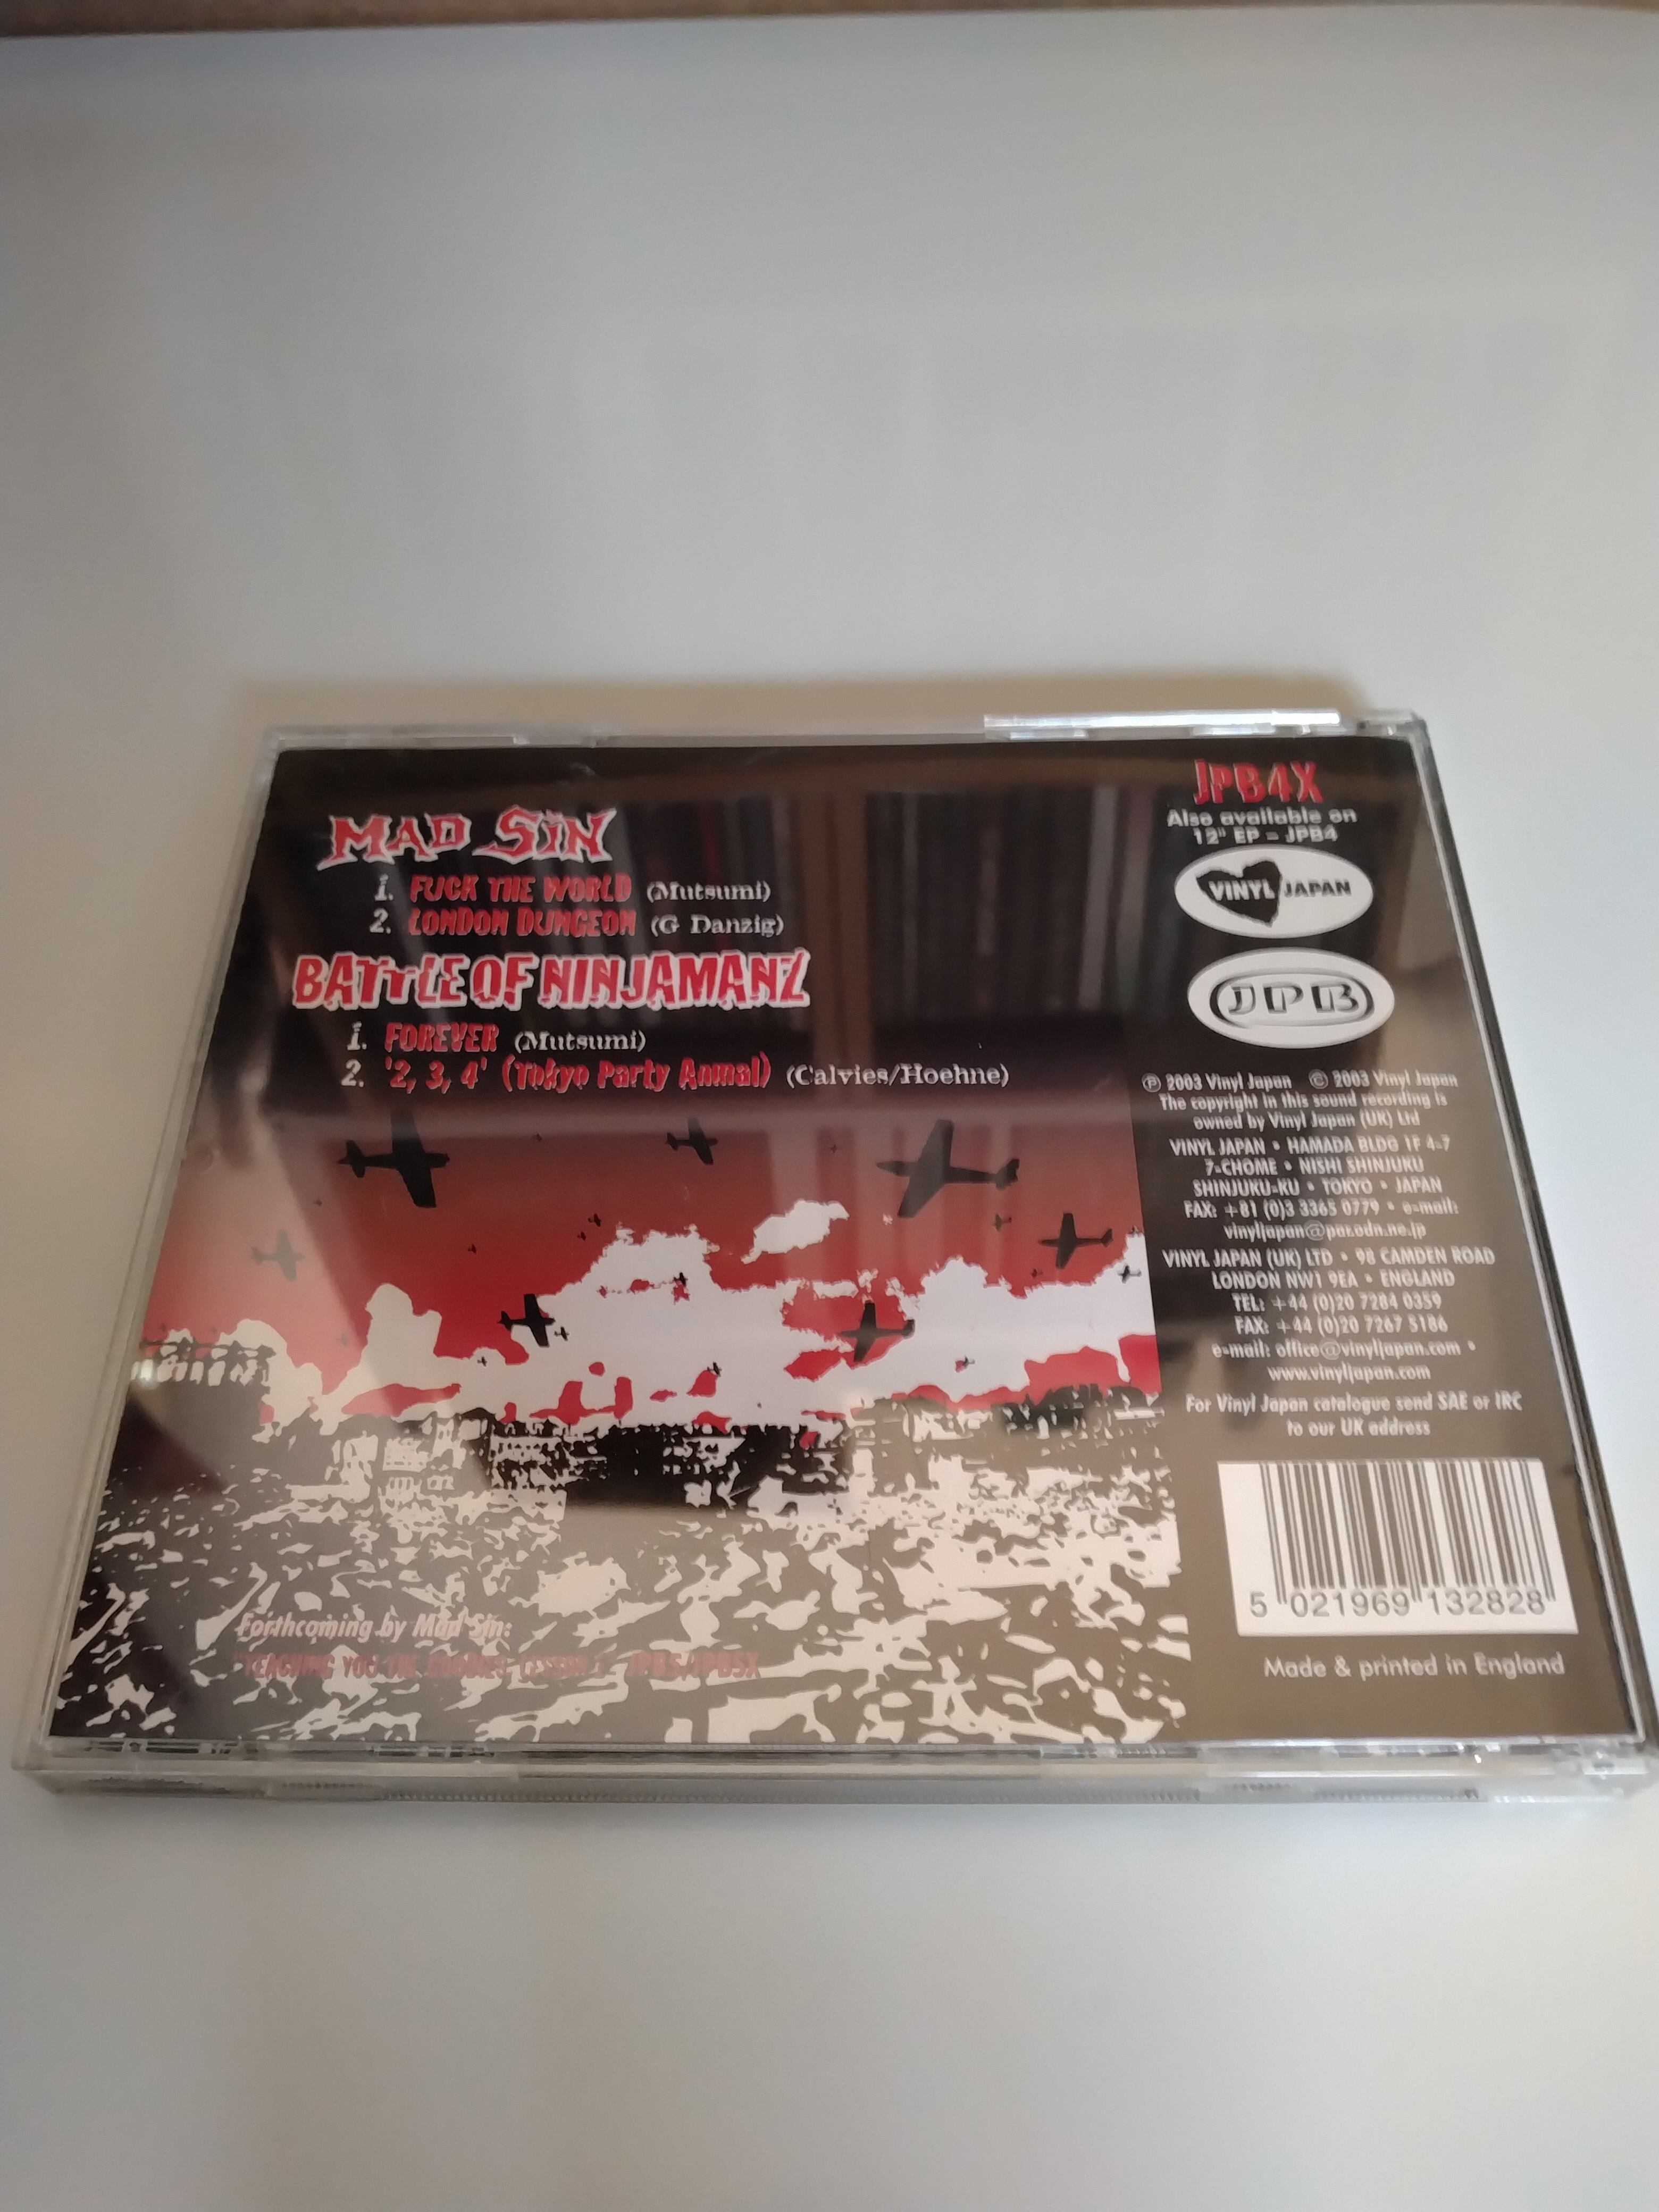 MAD SIN
1. FUCK THE WORLD (Mutsumi)
2. LONDON DUNGEON (G Danzig)
BATTLE OF NINJAMANZ
1. FOREVER (Mutsumi)
2. '2, 3, 4' (Tokyo Party Anmal) (Calvies/Hoehne)
Forthcoming by Mad Sin:
JPB5/JPB5X
JPB4X
Also available on
12" EP - JPB4
VINYL JAPAN
JPB
℗ 2003 Vinyl Japan © 2003 Vinyl Japan
The copyright in this sound recording is
owned by Vinyl Japan (UK) Ltd
VINYL JAPAN • HAMADA BLDG 1F 4-7
7-CHOME • NISHI SHINJUKU
SHINJUKU-KU • TOKYO • JAPAN
FAX: +81 (0)3 3365 0779 • e-mail:
vinyljapan@par.odn.ne.jp
VINYL JAPAN (UK) LTD • 98 CAMDEN ROAD
LONDON NW1 9EA • ENGLAND
TEL: +44 (0)20 7284 0359
FAX: +44 (0)20 7267 5186
e-mail: office@vinyljapan.com •
www.vinyljapan.com
For Vinyl Japan catalogue send SAE or IRC
to our UK address
5 021969 132828
Made & printed in England